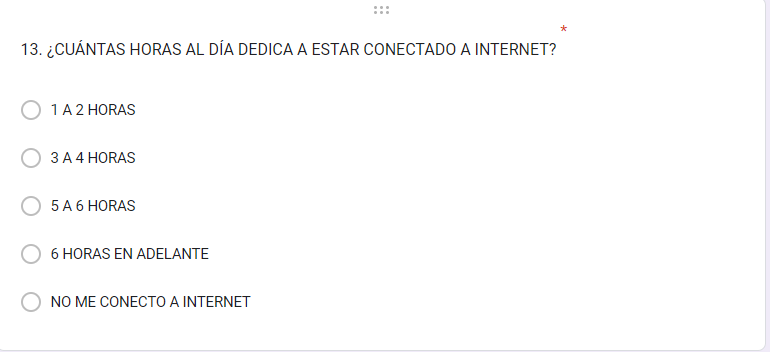 13. ¿CUÁNTAS HORAS AL DÍA DEDICA A ESTAR CONECTADO A INTERNET? *
1 A 2 HORAS
3 A 4 HORAS
5 A 6 HORAS
6 HORAS EN ADELANTE
NO ME CONECTO A INTERNET